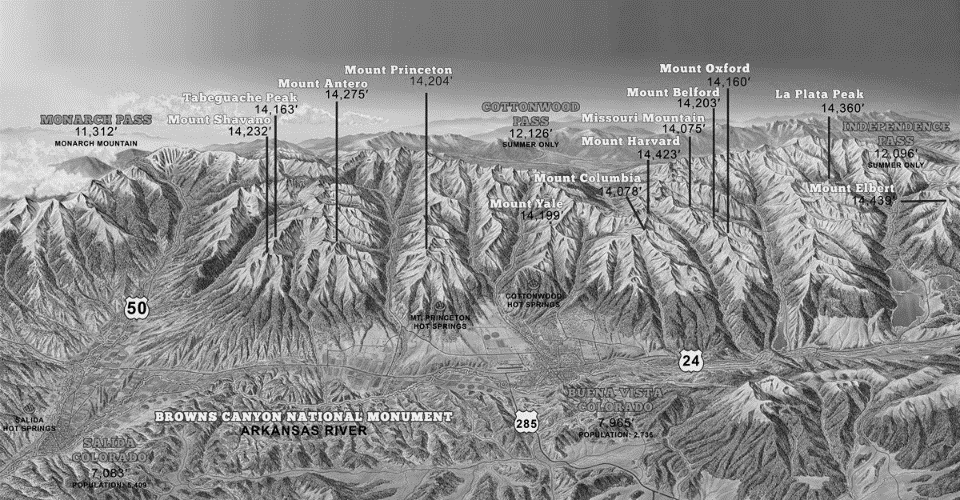 Mount Oxford
14,160'
Mount Princeton
14,204'
Mount Antero
14,275'
Mount Belford
14,203'
La Plata Peak
14,360'
Tabeguache Peak
14,163'
Mount Shavano
14,232'
MONARCH PASS
11,312'
MONARCH MOUNTAIN
COTTONWOOD
PASS
12,126'
SUMMER ONLY
Missouri Mountain
14,075'
INDEPENDENCE
PASS
12,096'
SUMMER ONLY
Mount Harvard
14,423'
Mount Columbia
14,078'
Mount Elbert
14,439'
Mount Yale
14,199'
50
COTTONWOOD
HOT SPRINGS
MT. PRINCETON
HOT SPRINGS
24
BUENA VISTA
COLORADO
7,965'
POPULATION: 2,736
BROWNS CANYON NATIONAL MONUMENT
ARKANSAS RIVER
285
SALIDA
HOT SPRINGS
SALIDA
COLORADO
7,083'
POPULATION: 5,409